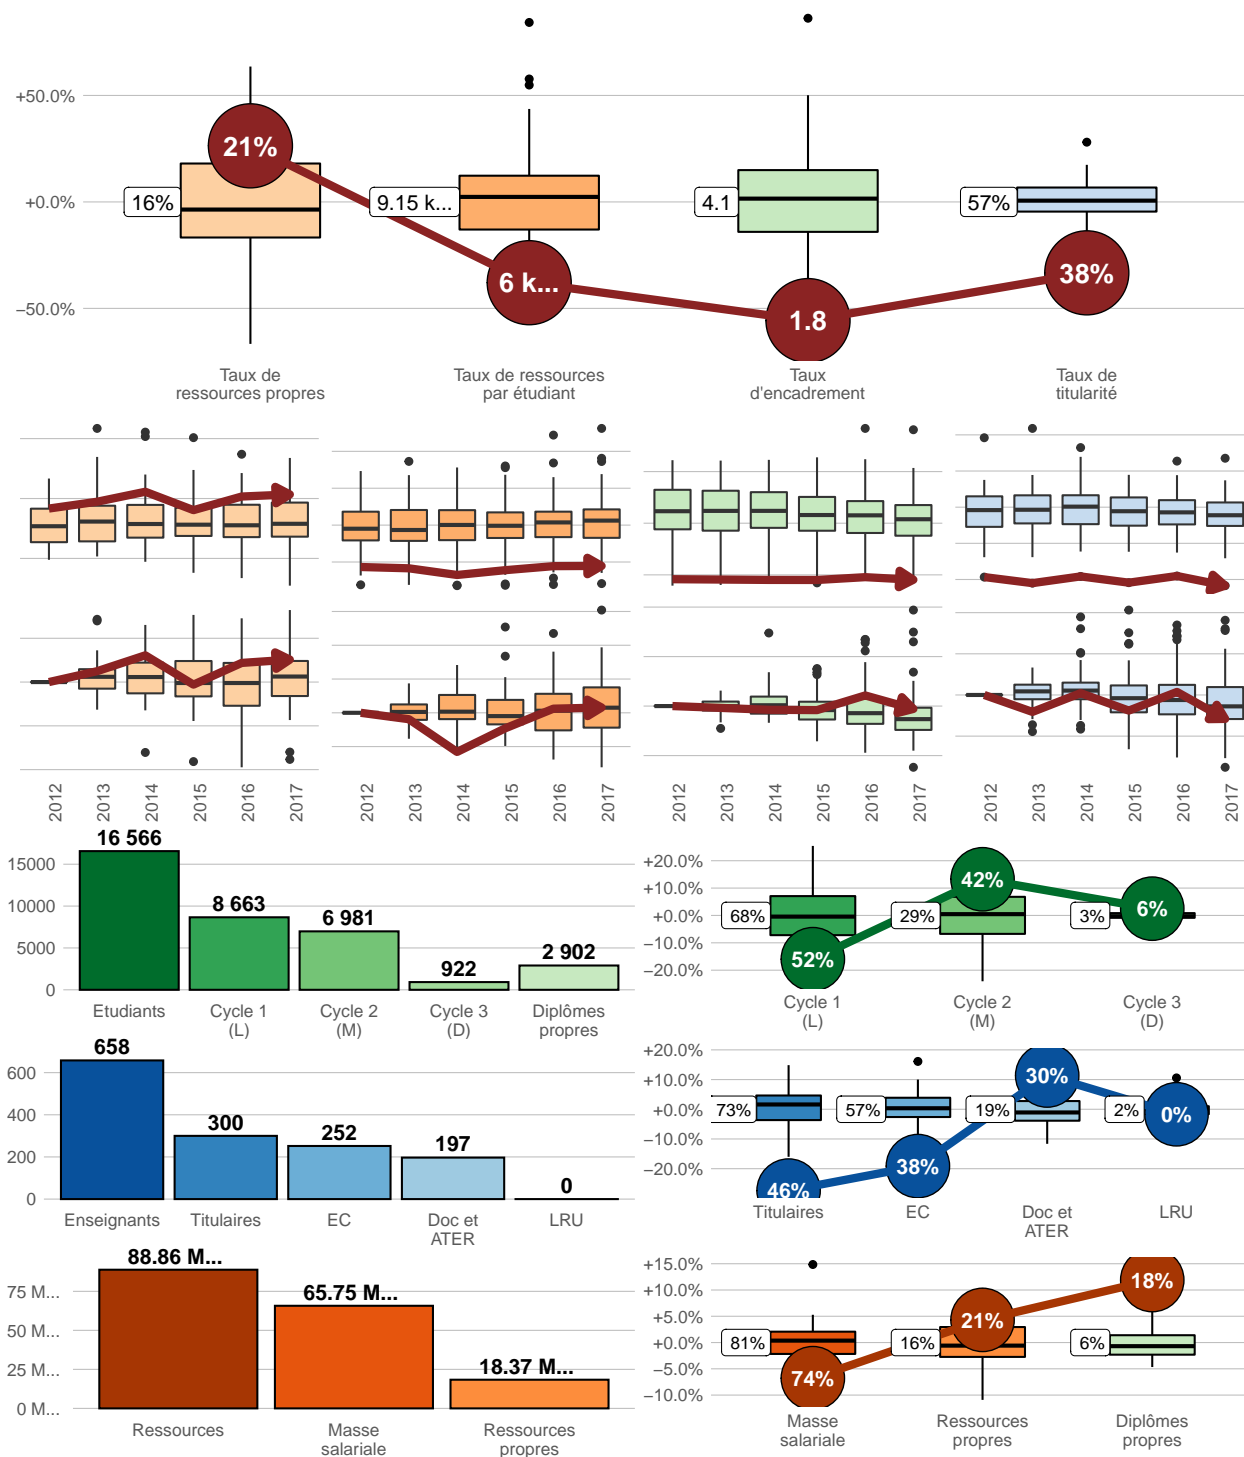 +50.0%
+0.0%
−50.0%
21%
16%
9.15 k...
6 k...
4.1
1.8
57%
38%
Taux de
ressources propres
Taux de ressources
par étudiant
Taux
d'encadrement
Taux de
titularité
2012
2013
2014
2015
2016
2017
2012
2013
2014
2015
2016
2017
2012
2013
2014
2015
2016
2017
2012
2013
2014
2015
2016
2017
15000
10000
5000
0
16 566
8 663
6 981
922
2 902
Etudiants
Cycle 1
(L)
Cycle 2
(M)
Cycle 3
(D)
Diplômes
propres
+20.0%
+10.0%
+0.0%
−10.0%
−20.0%
68%
52%
29%
42%
3%
6%
Cycle 1
(L)
Cycle 2
(M)
Cycle 3
(D)
600
400
200
0
658
300
252
197
0
Enseignants
Titulaires
EC
Doc et
ATER
LRU
+20.0%
+10.0%
+0.0%
−10.0%
−20.0%
73%
46%
57%
38%
19%
30%
2%
0%
Titulaires
EC
Doc et
ATER
LRU
75 M...
50 M...
25 M...
0 M...
88.86 M...
65.75 M...
18.37 M...
Ressources
Masse
salariale
Ressources
propres
+15.0%
+10.0%
+5.0%
+0.0%
−5.0%
−10.0%
81%
74%
16%
21%
6%
18%
Masse
salariale
Ressources
propres
Diplômes
propres